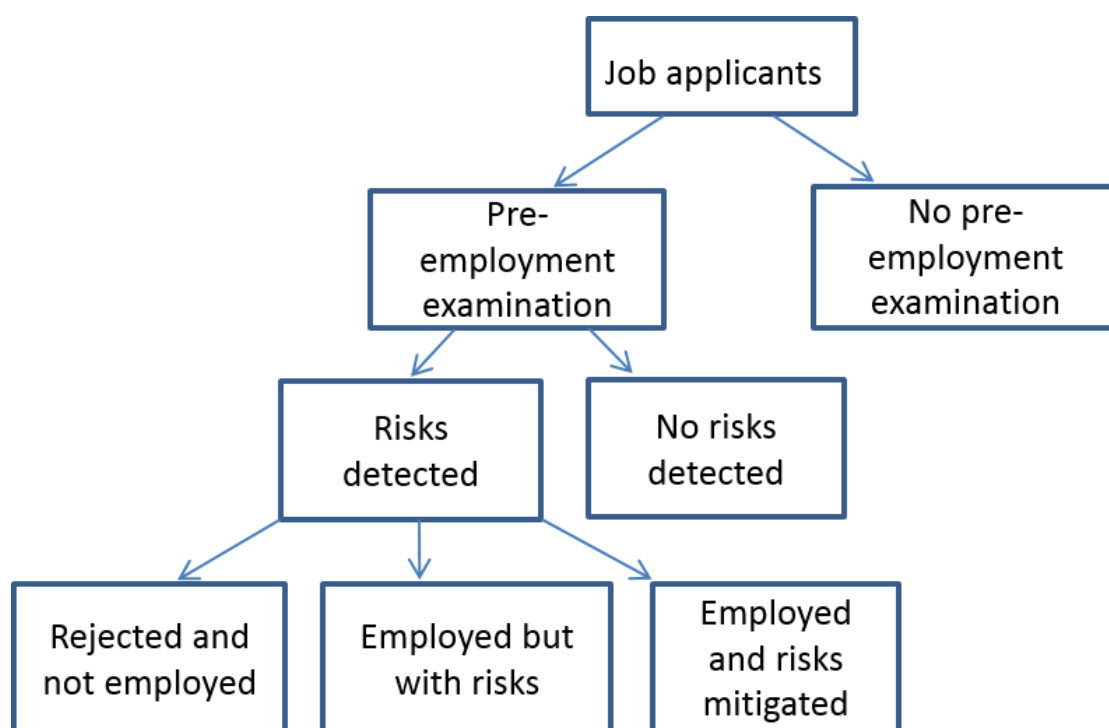 Job applicants
Pre-
employment
examination
No pre-
employment
examination
Risks
detected
No risks
detected
Rejected and
not employed
Employed but
with risks
Employed
and risks
mitigated